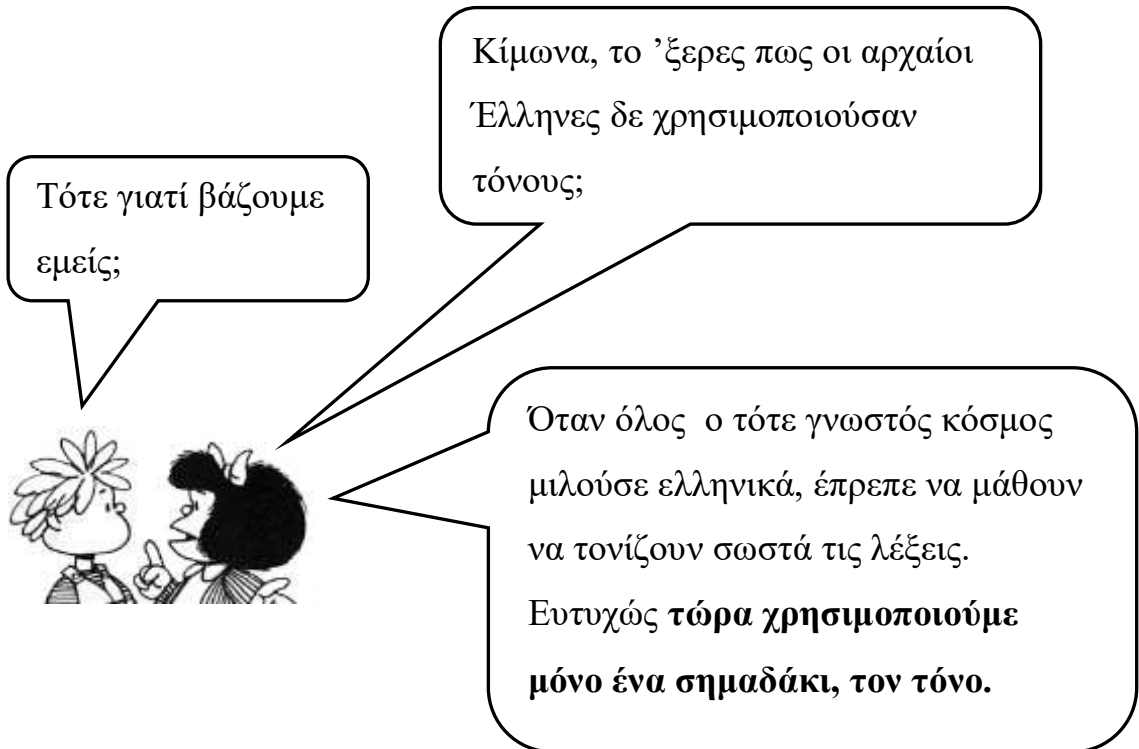 Κίμωνα, το ’ξερες πως οι αρχαίοι
Έλληνες δε χρησιμοποιούσαν
τόνους;
Τότε γιατί βάζουμε
εμείς;
Όταν όλος  ο τότε γνωστός κόσμος
μιλούσε ελληνικά, έπρεπε να μάθουν
να τονίζουν σωστά τις λέξεις.
Ευτυχώς τώρα χρησιμοποιούμε
μόνο ένα σημαδάκι, τον τόνο.